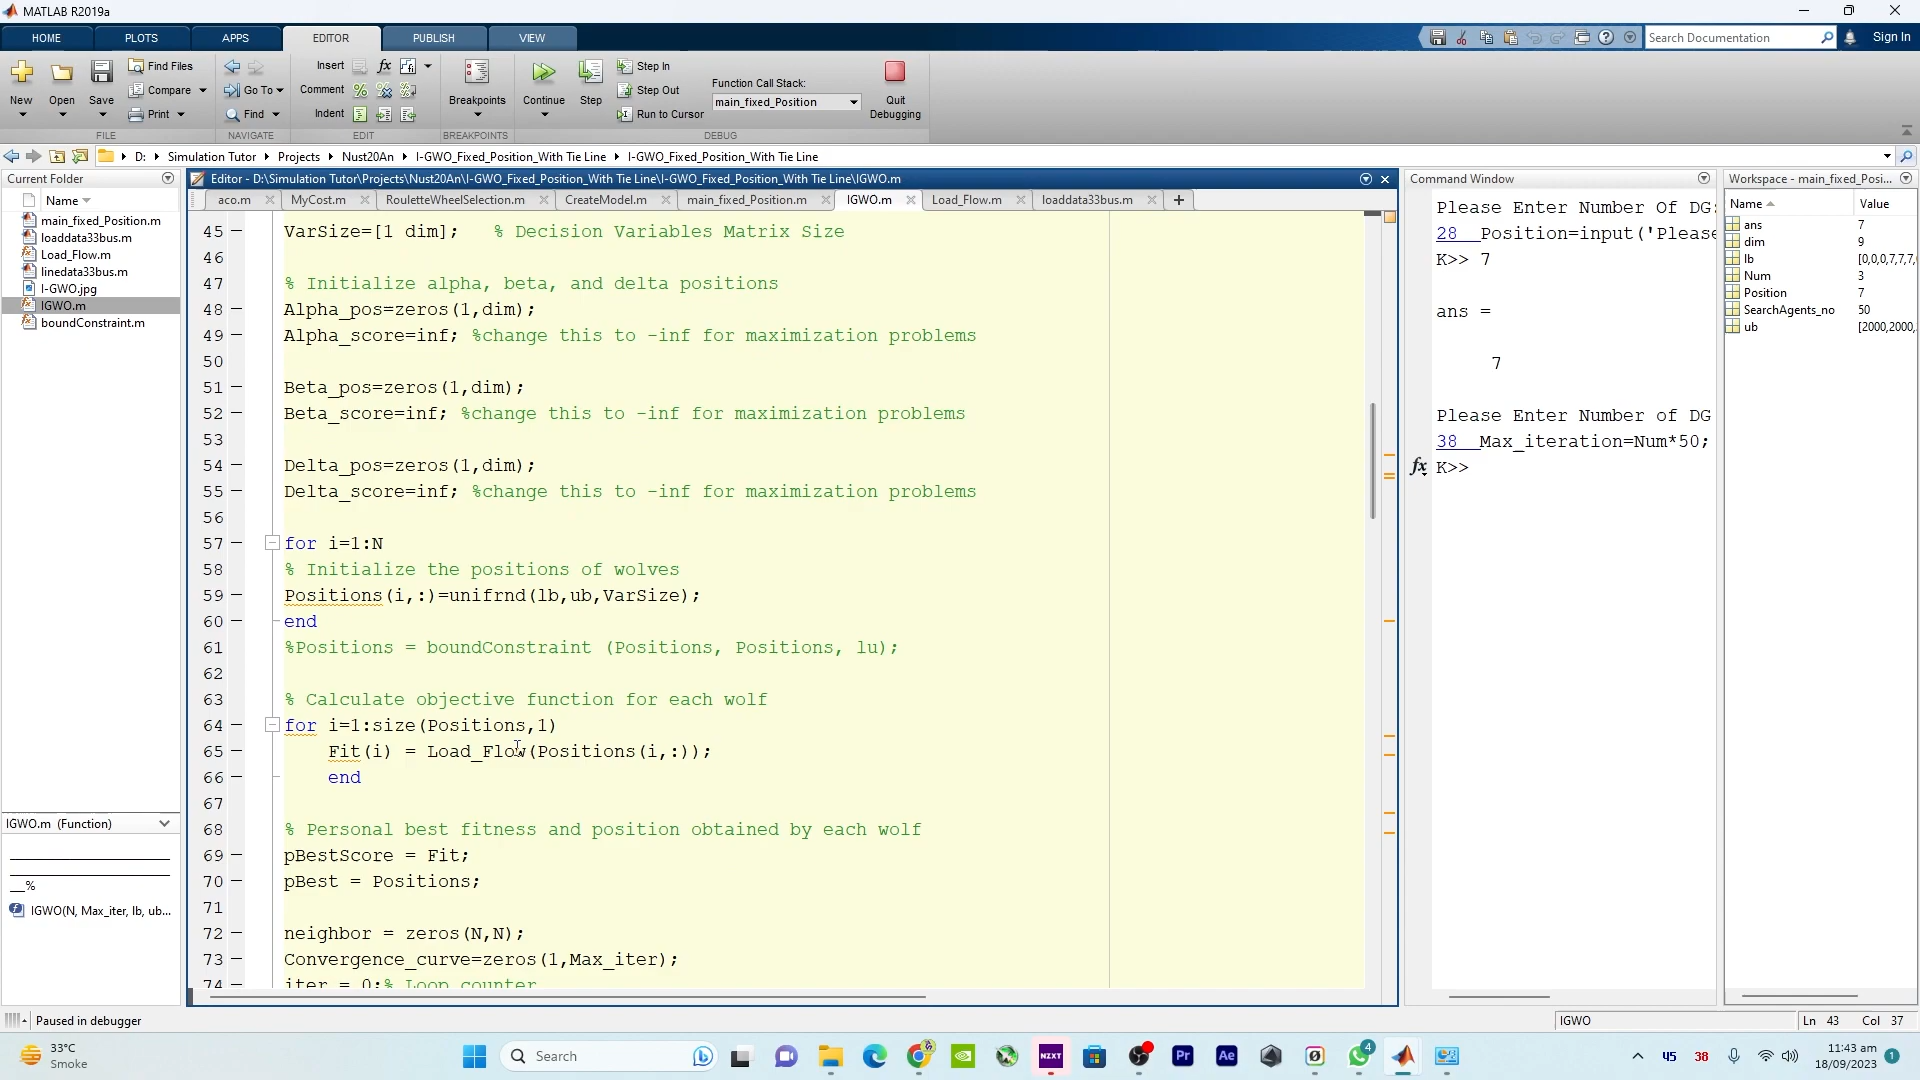 MATLAB R2019a
HOME PLOTS APPS EDITOR PUBLISH VIEW
Search Documentation
Sign In
New
Open
Save
Find Files
Compare
Print
FILE
Go To
Find
NAVIGATE
Insert
Comment
Indent
EDIT
Breakpoints
BREAKPOINTS
Continue
Step
Step In
Step Out
Run to Cursor
Function Call Stack:
main_fixed_Position
Quit Debugging
DEBUG
D: Simulation Tutor Projects Nust20An I-GWO_Fixed_Position_With Tie Line I-GWO_Fixed_Position_With Tie Line
Current Folder
Name
main_fixed_Position.m
loaddata33bus.m
Load_Flow.m
linedata33bus.m
I-GWO.jpg
IGWO.m
boundConstraint.m
IGWO.m (Function)
%
IGWO(N, Max_iter, lb, ub...
Editor - D:\Simulation Tutor\Projects\Nust20An\I-GWO_Fixed_Position_With Tie Line\I-GWO_Fixed_Position_With Tie Line\IGWO.m
aco.m MyCost.m RouletteWheelSelection.m CreateModel.m main_fixed_Position.m IGWO.m Load_Flow.m loaddata33bus.m
45 VarSize=[1 dim]; % Decision Variables Matrix Size
46
47 % Initialize alpha, beta, and delta positions
48 Alpha_pos=zeros(1,dim);
49 Alpha_score=inf; %change this to -inf for maximization problems
50
51 Beta_pos=zeros(1,dim);
52 Beta_score=inf; %change this to -inf for maximization problems
53
54 Delta_pos=zeros(1,dim);
55 Delta_score=inf; %change this to -inf for maximization problems
56
57 for i=1:N
58 % Initialize the positions of wolves
59 Positions(i,:)=unifrnd(lb,ub,VarSize);
60 end
61 %Positions = boundConstraint (Positions, Positions, lu);
62
63 % Calculate objective function for each wolf
64 for i=1:size(Positions,1)
65 Fit(i) = Load_Flow(Positions(i,:));
66 end
67
68 % Personal best fitness and position obtained by each wolf
69 pBestScore = Fit;
70 pBest = Positions;
71
72 neighbor = zeros(N,N);
73 Convergence_curve=zeros(1,Max_iter);
74 iter = 0;% Loop counter
Command Window
Please Enter Number Of DG:
28 Position=input('Please
K>> 7
ans =
7
Please Enter Number of DG
38 Max_iteration=Num*50;
fx K>>
Workspace - main_fixed_Posi...
Name Value
ans 7
dim 9
lb [0,0,0,7,7,7,
Num 3
Position 7
SearchAgents_no 50
ub [2000,2000,
Paused in debugger
IGWO
Ln 43 Col 37
33°C
Smoke
Search
NZXT
Pr
Ae
4
45 38
11:43 am
18/09/2023
1